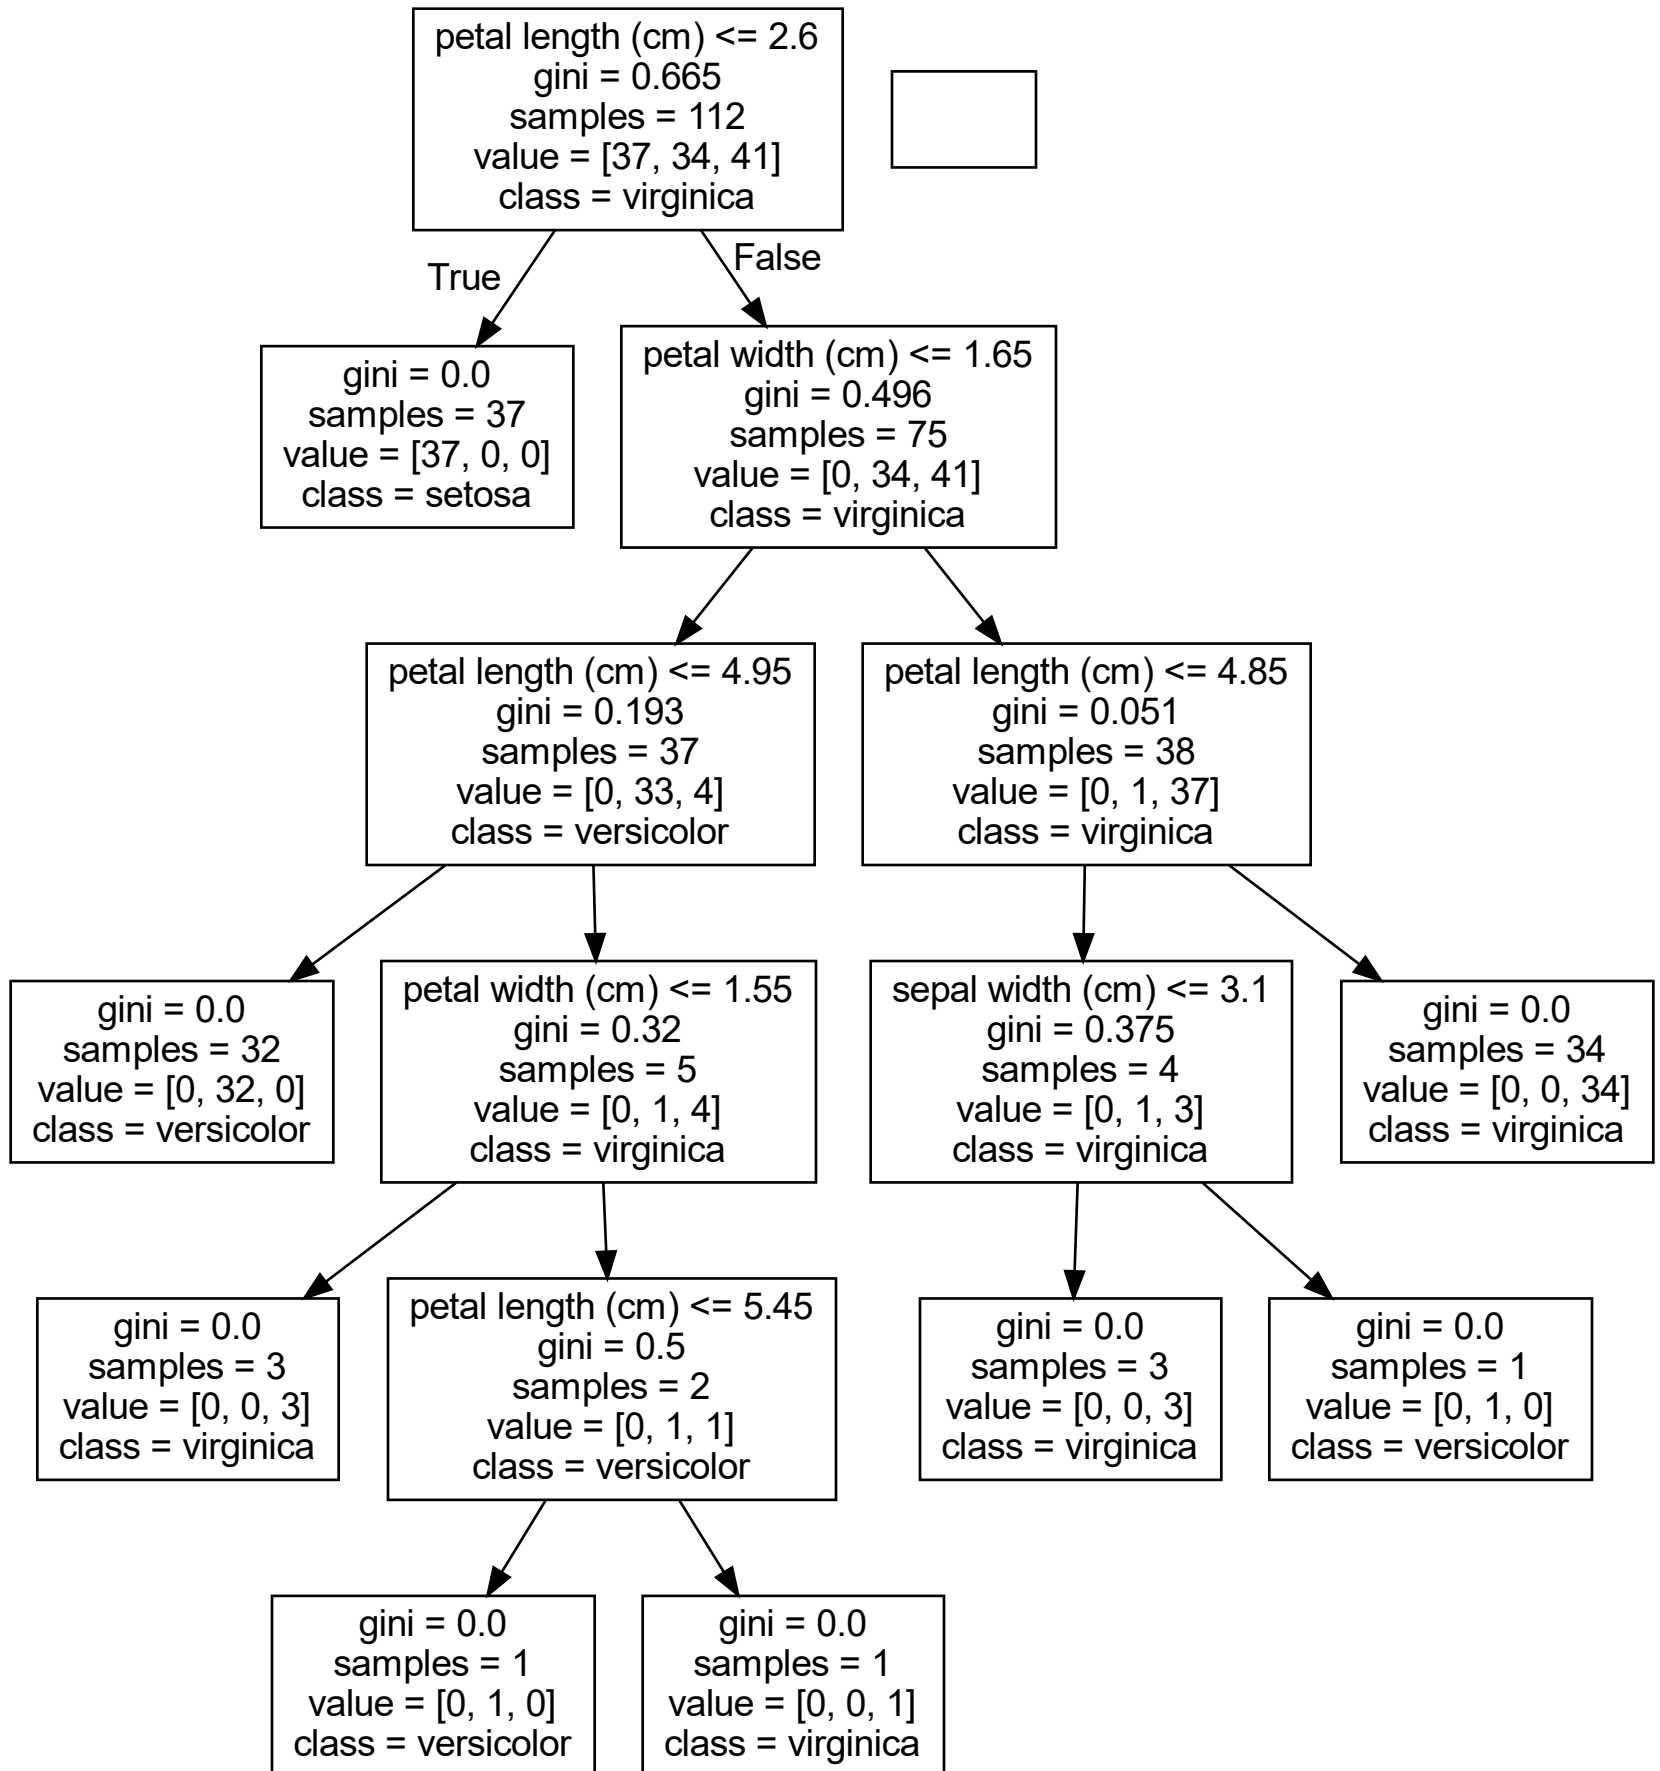 petal length (cm) <= 2.6
gini = 0.665
samples = 112
value = [37, 34, 41]
class = virginica
True
False
gini = 0.0
samples = 37
value = [37, 0, 0]
class = setosa
petal width (cm) <= 1.65
gini = 0.496
samples = 75
value = [0, 34, 41]
class = virginica
petal length (cm) <= 4.95
gini = 0.193
samples = 37
value = [0, 33, 4]
class = versicolor
petal length (cm) <= 4.85
gini = 0.051
samples = 38
value = [0, 1, 37]
class = virginica
gini = 0.0
samples = 32
value = [0, 32, 0]
class = versicolor
petal width (cm) <= 1.55
gini = 0.32
samples = 5
value = [0, 1, 4]
class = virginica
sepal width (cm) <= 3.1
gini = 0.375
samples = 4
value = [0, 1, 3]
class = virginica
gini = 0.0
samples = 34
value = [0, 0, 34]
class = virginica
gini = 0.0
samples = 3
value = [0, 0, 3]
class = virginica
petal length (cm) <= 5.45
gini = 0.5
samples = 2
value = [0, 1, 1]
class = versicolor
gini = 0.0
samples = 3
value = [0, 0, 3]
class = virginica
gini = 0.0
samples = 1
value = [0, 1, 0]
class = versicolor
gini = 0.0
samples = 1
value = [0, 1, 0]
class = versicolor
gini = 0.0
samples = 1
value = [0, 0, 1]
class = virginica